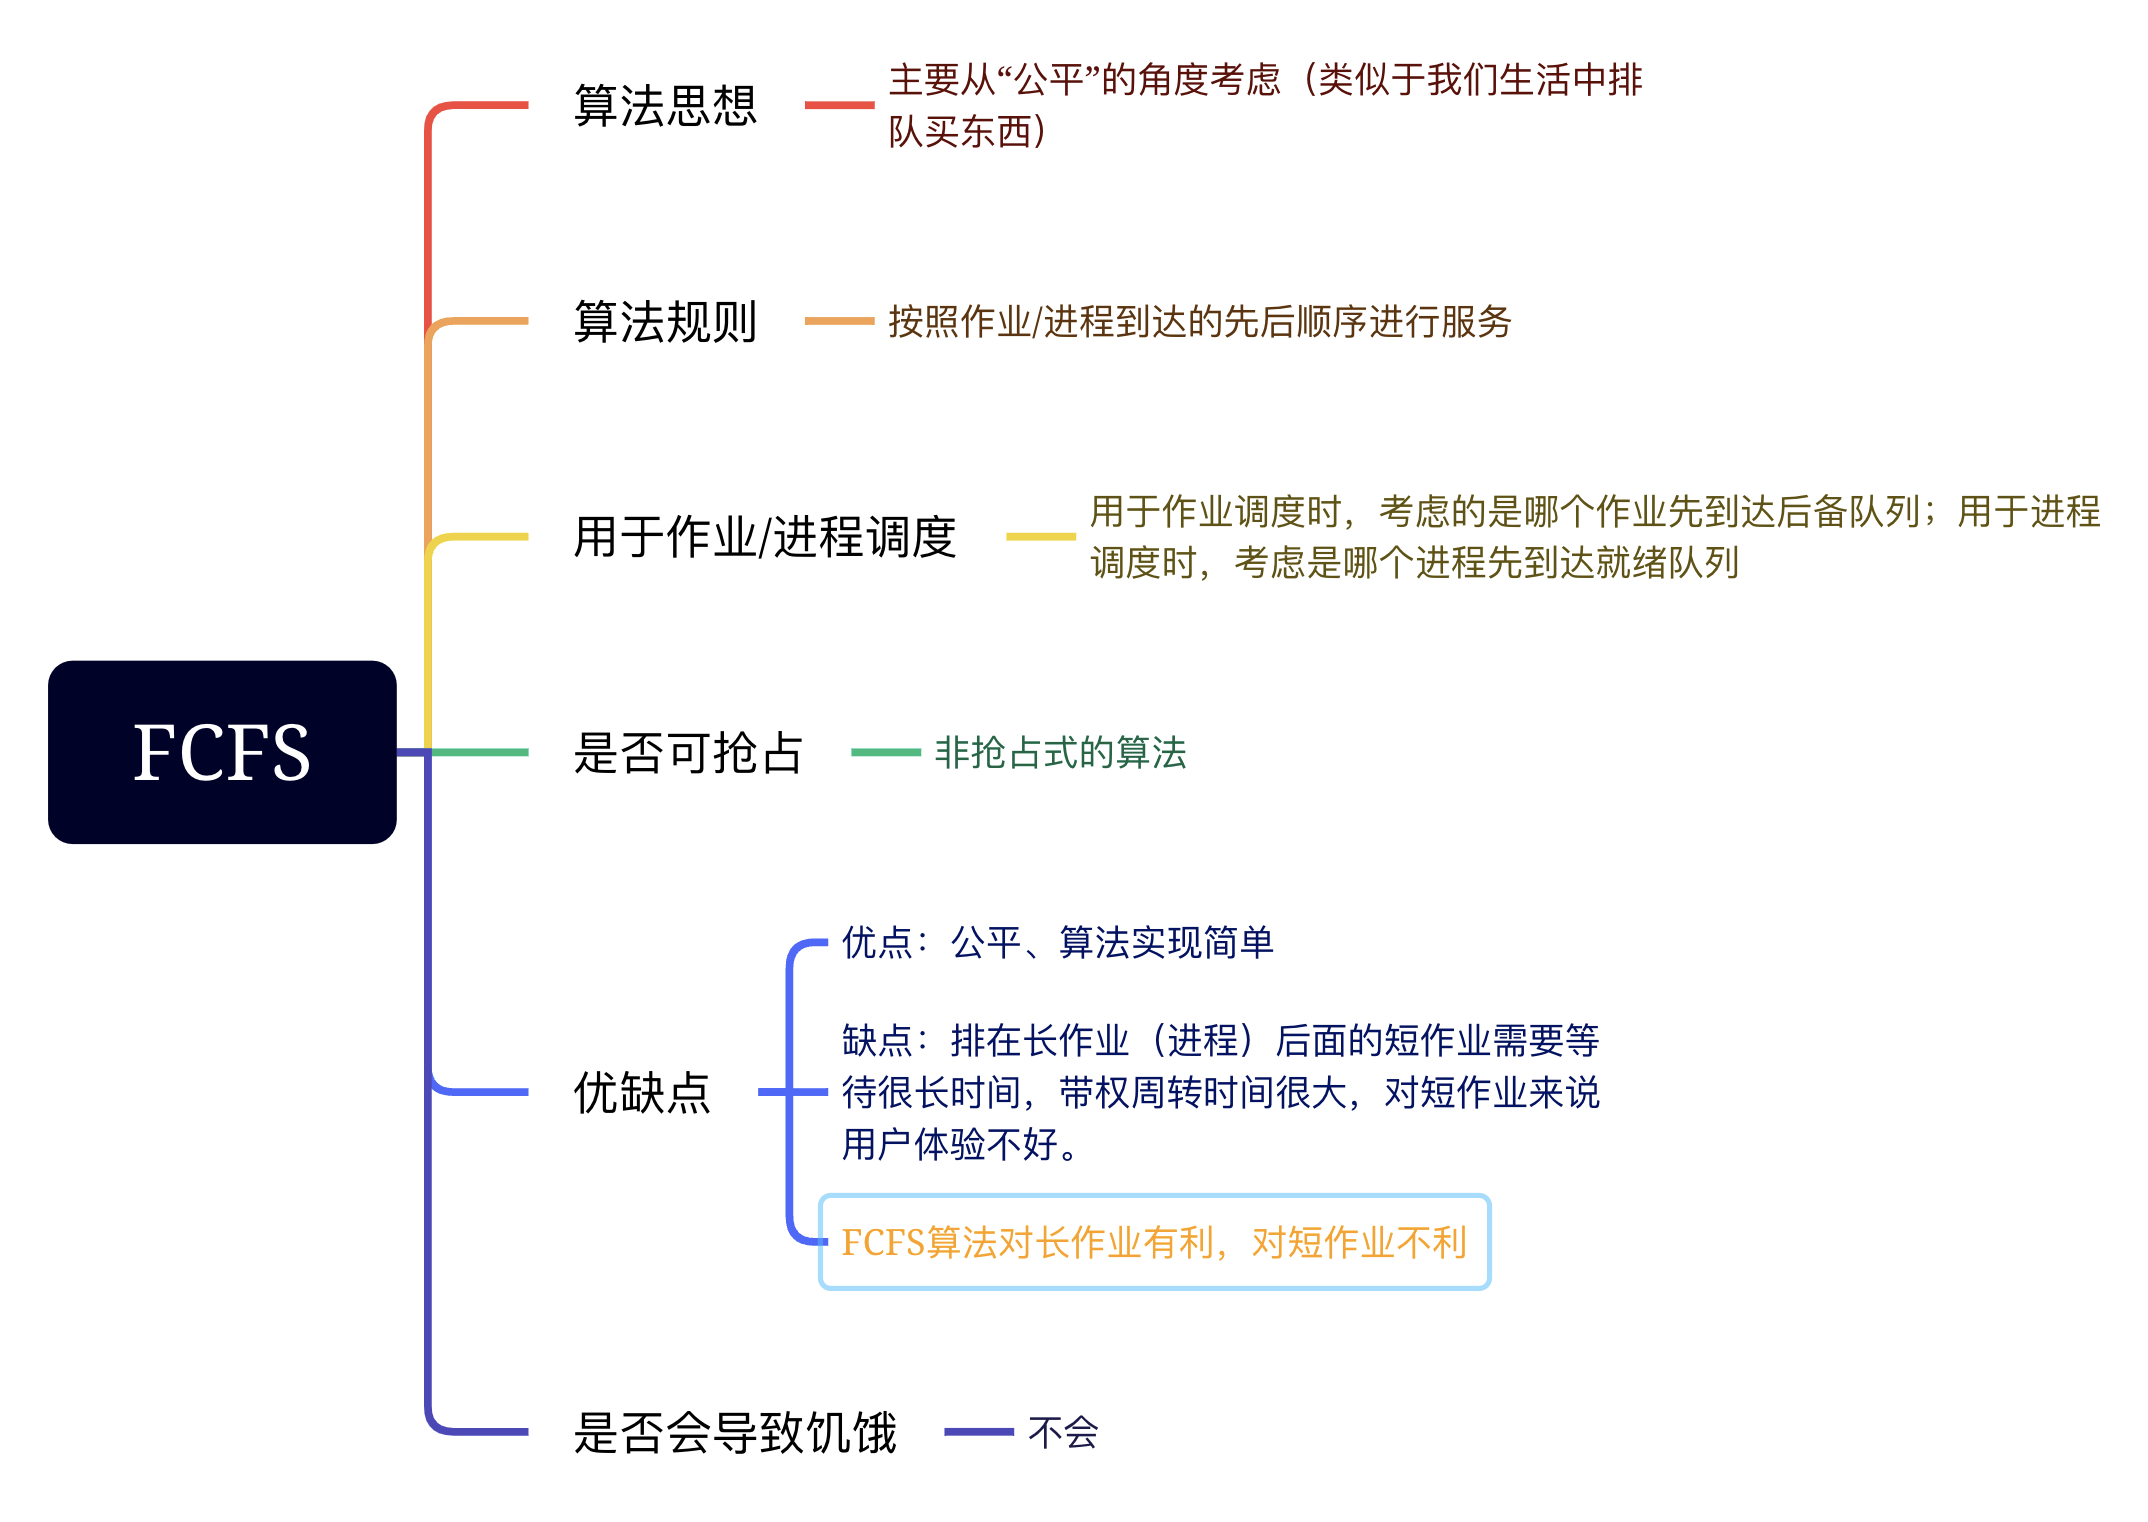 算法思想
主要从“公平”的角度考虑（类似于我们生活中排
队买东西）
算法规则
按照作业/进程到达的先后顺序进行服务
用于作业/进程调度
用于作业调度时，考虑的是哪个作业先到达后备队列；用于进程
调度时，考虑是哪个进程先到达就绪队列
FCFS
是否可抢占
非抢占式的算法
优缺点
优点：公平、算法实现简单
缺点：排在长作业（进程）后面的短作业需要等
待很长时间，带权周转时间很大，对短作业来说
用户体验不好。
FCFS算法对长作业有利，对短作业不利
是否会导致饥饿
不会